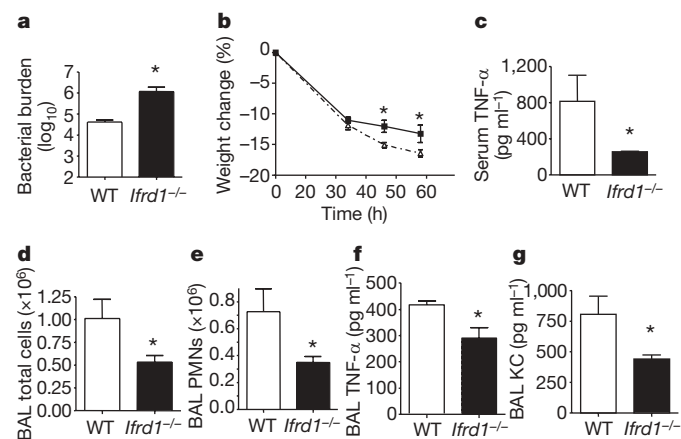 a
Bacterial burden
(log₁₀)
7
6
5
4
3
2
*
WT Ifrd1⁻/⁻
b
Weight change (%)
0
−5
−10
−15
−20
* *
0 20 40 60 80
Time (h)
c
Serum TNF-α
(pg ml⁻¹)
1,200
800
400
0
*
WT Ifrd1⁻/⁻
d
BAL total cells (×10⁶)
1.25
1.00
0.75
0.50
0.25
0.00
*
WT Ifrd1⁻/⁻
e
BAL PMNs (×10⁶)
0.8
0.6
0.4
0.2
0.0
*
WT Ifrd1⁻/⁻
f
BAL TNF-α (pg ml⁻¹)
500
400
300
200
100
0
*
WT Ifrd1⁻/⁻
g
BAL KC (pg ml⁻¹)
1,000
750
500
250
0
*
WT Ifrd1⁻/⁻